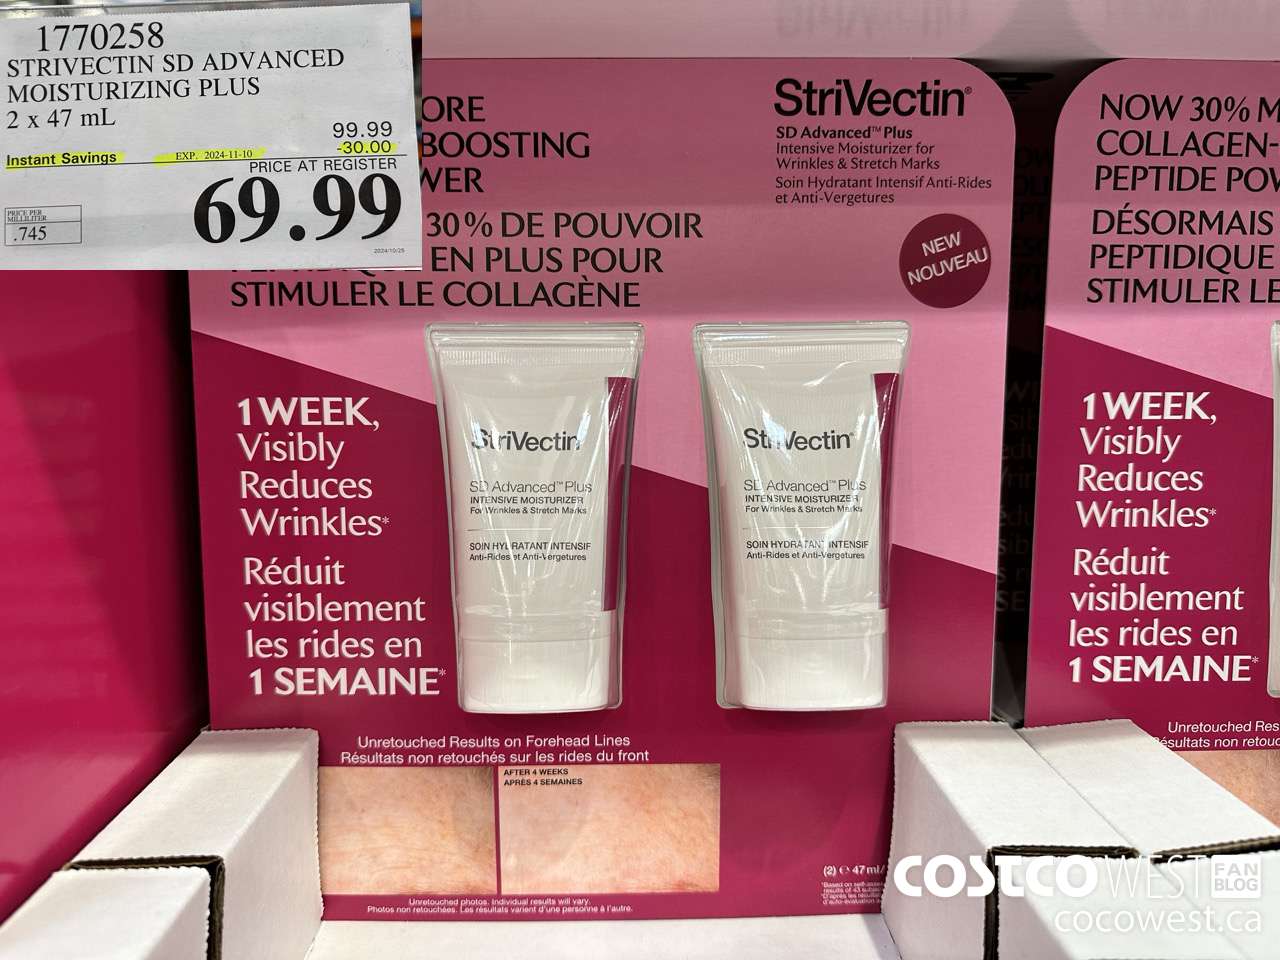 1770258
STRIVECTIN SD ADVANCED
MOISTURIZING PLUS
2 x 47 mL
99.99
Instant Savings EXP. 2024-11-10 -30.00
PRICE AT REGISTER
69.99
PRICE PER
MILLILITER
.745
2024/10/25
ORE
BOOSTING
WER
30% DE POUVOIR
EN PLUS POUR
STIMULER LE COLLAGÈNE
StriVectin®
SD Advanced™ Plus
Intensive Moisturizer for
Wrinkles & Stretch Marks
Soin Hydratant Intensif Anti-Rides
et Anti-Vergetures
NEW
NOUVEAU
1 WEEK,
Visibly
Reduces
Wrinkles*
Réduit
visiblement
les rides en
1 SEMAINE*
StriVectin®
SD Advanced™ Plus
INTENSIVE MOISTURIZER
For Wrinkles & Stretch Marks
SOIN HYDRATANT INTENSIF
Anti-Rides et Anti-Vergetures
StriVectin®
SD Advanced™ Plus
INTENSIVE MOISTURIZER
For Wrinkles & Stretch Marks
SOIN HYDRATANT INTENSIF
Anti-Rides et Anti-Vergetures
Unretouched Results on Forehead Lines
Résultats non retouchés sur les rides du front
AFTER 4 WEEKS
APRÈS 4 SEMAINES
Unretouched photos. Individual results will vary.
Photos non retouchées. Les résultats varient d'une personne à l'autre.
(2) ℮ 47 ml/
NOW 30% M
COLLAGEN-
PEPTIDE POW
DÉSORMAIS
PEPTIDIQUE
STIMULER LE
1 WEEK,
Visibly
Reduces
Wrinkles*
Réduit
visiblement
les rides en
1 SEMAINE*
Unretouched Res
Résultats non retouc
COSTCO WEST FAN BLOG
cocowest.ca